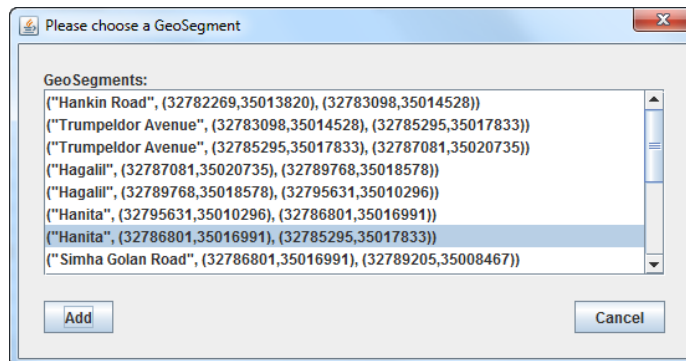 Please choose a GeoSegment
GeoSegments:
("Hankin Road", (32782269,35013820), (32783098,35014528))
("Trumpeldor Avenue", (32783098,35014528), (32785295,35017833))
("Trumpeldor Avenue", (32785295,35017833), (32787081,35020735))
("Hagalil", (32787081,35020735), (32789768,35018578))
("Hagalil", (32789768,35018578), (32795631,35010296))
("Hanita", (32795631,35010296), (32786801,35016991))
("Hanita", (32786801,35016991), (32785295,35017833))
("Simha Golan Road", (32786801,35016991), (32789205,35008467))
Add Cancel